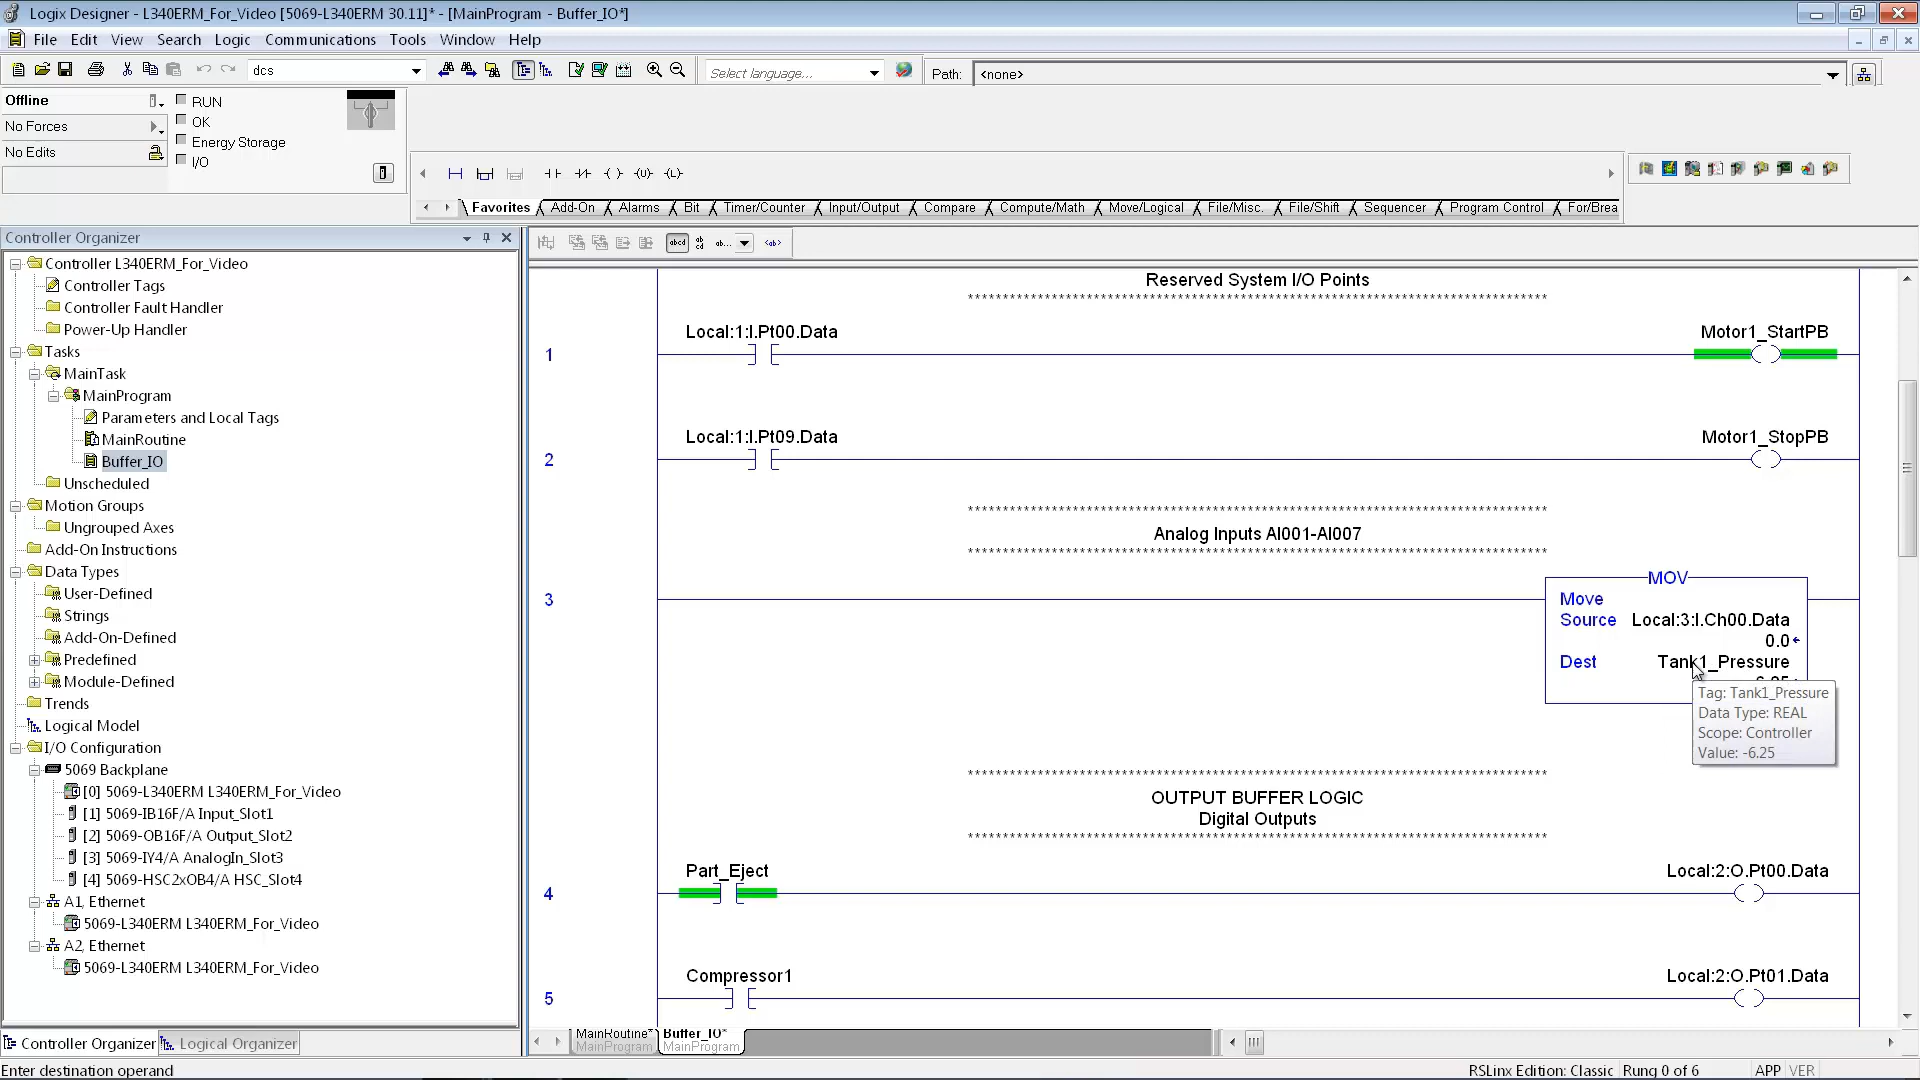 Logix Designer - L340ERM_For_Video [5069-L340ERM 30.11]* - [MainProgram - Buffer_IO*]
File Edit View Search Logic Communications Tools Window Help
dcs
Select language...
Path: <none>
Offline
No Forces
No Edits
RUN
OK
Energy Storage
I/O
Favorites Add-On Alarms Bit Timer/Counter Input/Output Compare Compute/Math Move/Logical File/Misc. File/Shift Sequencer Program Control For/Brea
Controller Organizer
Controller L340ERM_For_Video
Controller Tags
Controller Fault Handler
Power-Up Handler
Tasks
MainTask
MainProgram
Parameters and Local Tags
MainRoutine
Buffer_IO
Unscheduled
Motion Groups
Ungrouped Axes
Add-On Instructions
Data Types
User-Defined
Strings
Add-On-Defined
Predefined
Module-Defined
Trends
Logical Model
I/O Configuration
5069 Backplane
[0] 5069-L340ERM L340ERM_For_Video
[1] 5069-IB16F/A Input_Slot1
[2] 5069-OB16F/A Output_Slot2
[3] 5069-IY4/A AnalogIn_Slot3
[4] 5069-HSC2xOB4/A HSC_Slot4
A1, Ethernet
5069-L340ERM L340ERM_For_Video
A2, Ethernet
5069-L340ERM L340ERM_For_Video
Controller Organizer Logical Organizer
abcd ab cd ab... <ab>
Reserved System I/O Points
Local:1:I.Pt00.Data Motor1_StartPB
1
Local:1:I.Pt09.Data Motor1_StopPB
2
Analog Inputs AI001-AI007
MOV
3 Move
Source Local:3:I.Ch00.Data
0.0
Dest Tank1_Pressure
Tag: Tank1_Pressure
Data Type: REAL
Scope: Controller
Value: -6.25
OUTPUT BUFFER LOGIC
Digital Outputs
Part_Eject Local:2:O.Pt00.Data
4
Compressor1 Local:2:O.Pt01.Data
5
MainRoutine* Buffer_IO*
MainProgram MainProgram
Enter destination operand RSLinx Edition: Classic Rung 0 of 6 APP VER